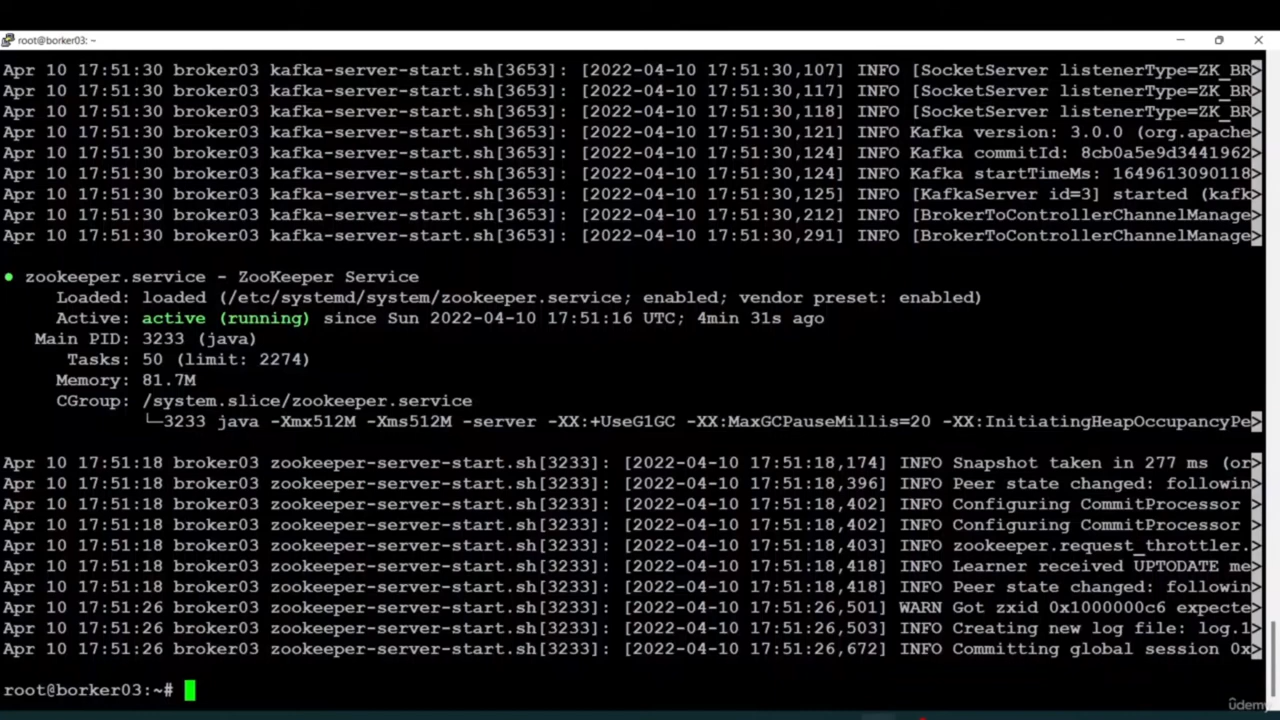 root@borker03: ~
Apr 10 17:51:30 broker03 kafka-server-start.sh[3653]: [2022-04-10 17:51:30,107] INFO [SocketServer listenerType=ZK_BR>
Apr 10 17:51:30 broker03 kafka-server-start.sh[3653]: [2022-04-10 17:51:30,117] INFO [SocketServer listenerType=ZK_BR>
Apr 10 17:51:30 broker03 kafka-server-start.sh[3653]: [2022-04-10 17:51:30,118] INFO [SocketServer listenerType=ZK_BR>
Apr 10 17:51:30 broker03 kafka-server-start.sh[3653]: [2022-04-10 17:51:30,121] INFO Kafka version: 3.0.0 (org.apache>
Apr 10 17:51:30 broker03 kafka-server-start.sh[3653]: [2022-04-10 17:51:30,124] INFO Kafka commitId: 8cb0a5e9d3441962>
Apr 10 17:51:30 broker03 kafka-server-start.sh[3653]: [2022-04-10 17:51:30,124] INFO Kafka startTimeMs: 1649613090118>
Apr 10 17:51:30 broker03 kafka-server-start.sh[3653]: [2022-04-10 17:51:30,125] INFO [KafkaServer id=3] started (kafk>
Apr 10 17:51:30 broker03 kafka-server-start.sh[3653]: [2022-04-10 17:51:30,212] INFO [BrokerToControllerChannelManage>
Apr 10 17:51:30 broker03 kafka-server-start.sh[3653]: [2022-04-10 17:51:30,291] INFO [BrokerToControllerChannelManage>
● zookeeper.service - ZooKeeper Service
Loaded: loaded (/etc/systemd/system/zookeeper.service; enabled; vendor preset: enabled)
Active: active (running) since Sun 2022-04-10 17:51:16 UTC; 4min 31s ago
Main PID: 3233 (java)
Tasks: 50 (limit: 2274)
Memory: 81.7M
CGroup: /system.slice/zookeeper.service
└─3233 java -Xmx512M -Xms512M -server -XX:+UseG1GC -XX:MaxGCPauseMillis=20 -XX:InitiatingHeapOccupancyPe>
Apr 10 17:51:18 broker03 zookeeper-server-start.sh[3233]: [2022-04-10 17:51:18,174] INFO Snapshot taken in 277 ms (or>
Apr 10 17:51:18 broker03 zookeeper-server-start.sh[3233]: [2022-04-10 17:51:18,396] INFO Peer state changed: followin>
Apr 10 17:51:18 broker03 zookeeper-server-start.sh[3233]: [2022-04-10 17:51:18,402] INFO Configuring CommitProcessor >
Apr 10 17:51:18 broker03 zookeeper-server-start.sh[3233]: [2022-04-10 17:51:18,402] INFO Configuring CommitProcessor >
Apr 10 17:51:18 broker03 zookeeper-server-start.sh[3233]: [2022-04-10 17:51:18,403] INFO zookeeper.request_throttler.>
Apr 10 17:51:18 broker03 zookeeper-server-start.sh[3233]: [2022-04-10 17:51:18,418] INFO Learner received UPTODATE me>
Apr 10 17:51:18 broker03 zookeeper-server-start.sh[3233]: [2022-04-10 17:51:18,418] INFO Peer state changed: followin>
Apr 10 17:51:26 broker03 zookeeper-server-start.sh[3233]: [2022-04-10 17:51:26,501] WARN Got zxid 0x1000000c6 expecte>
Apr 10 17:51:26 broker03 zookeeper-server-start.sh[3233]: [2022-04-10 17:51:26,503] INFO Creating new log file: log.1>
Apr 10 17:51:26 broker03 zookeeper-server-start.sh[3233]: [2022-04-10 17:51:26,672] INFO Committing global session 0x>
root@borker03:~#
ûdemy